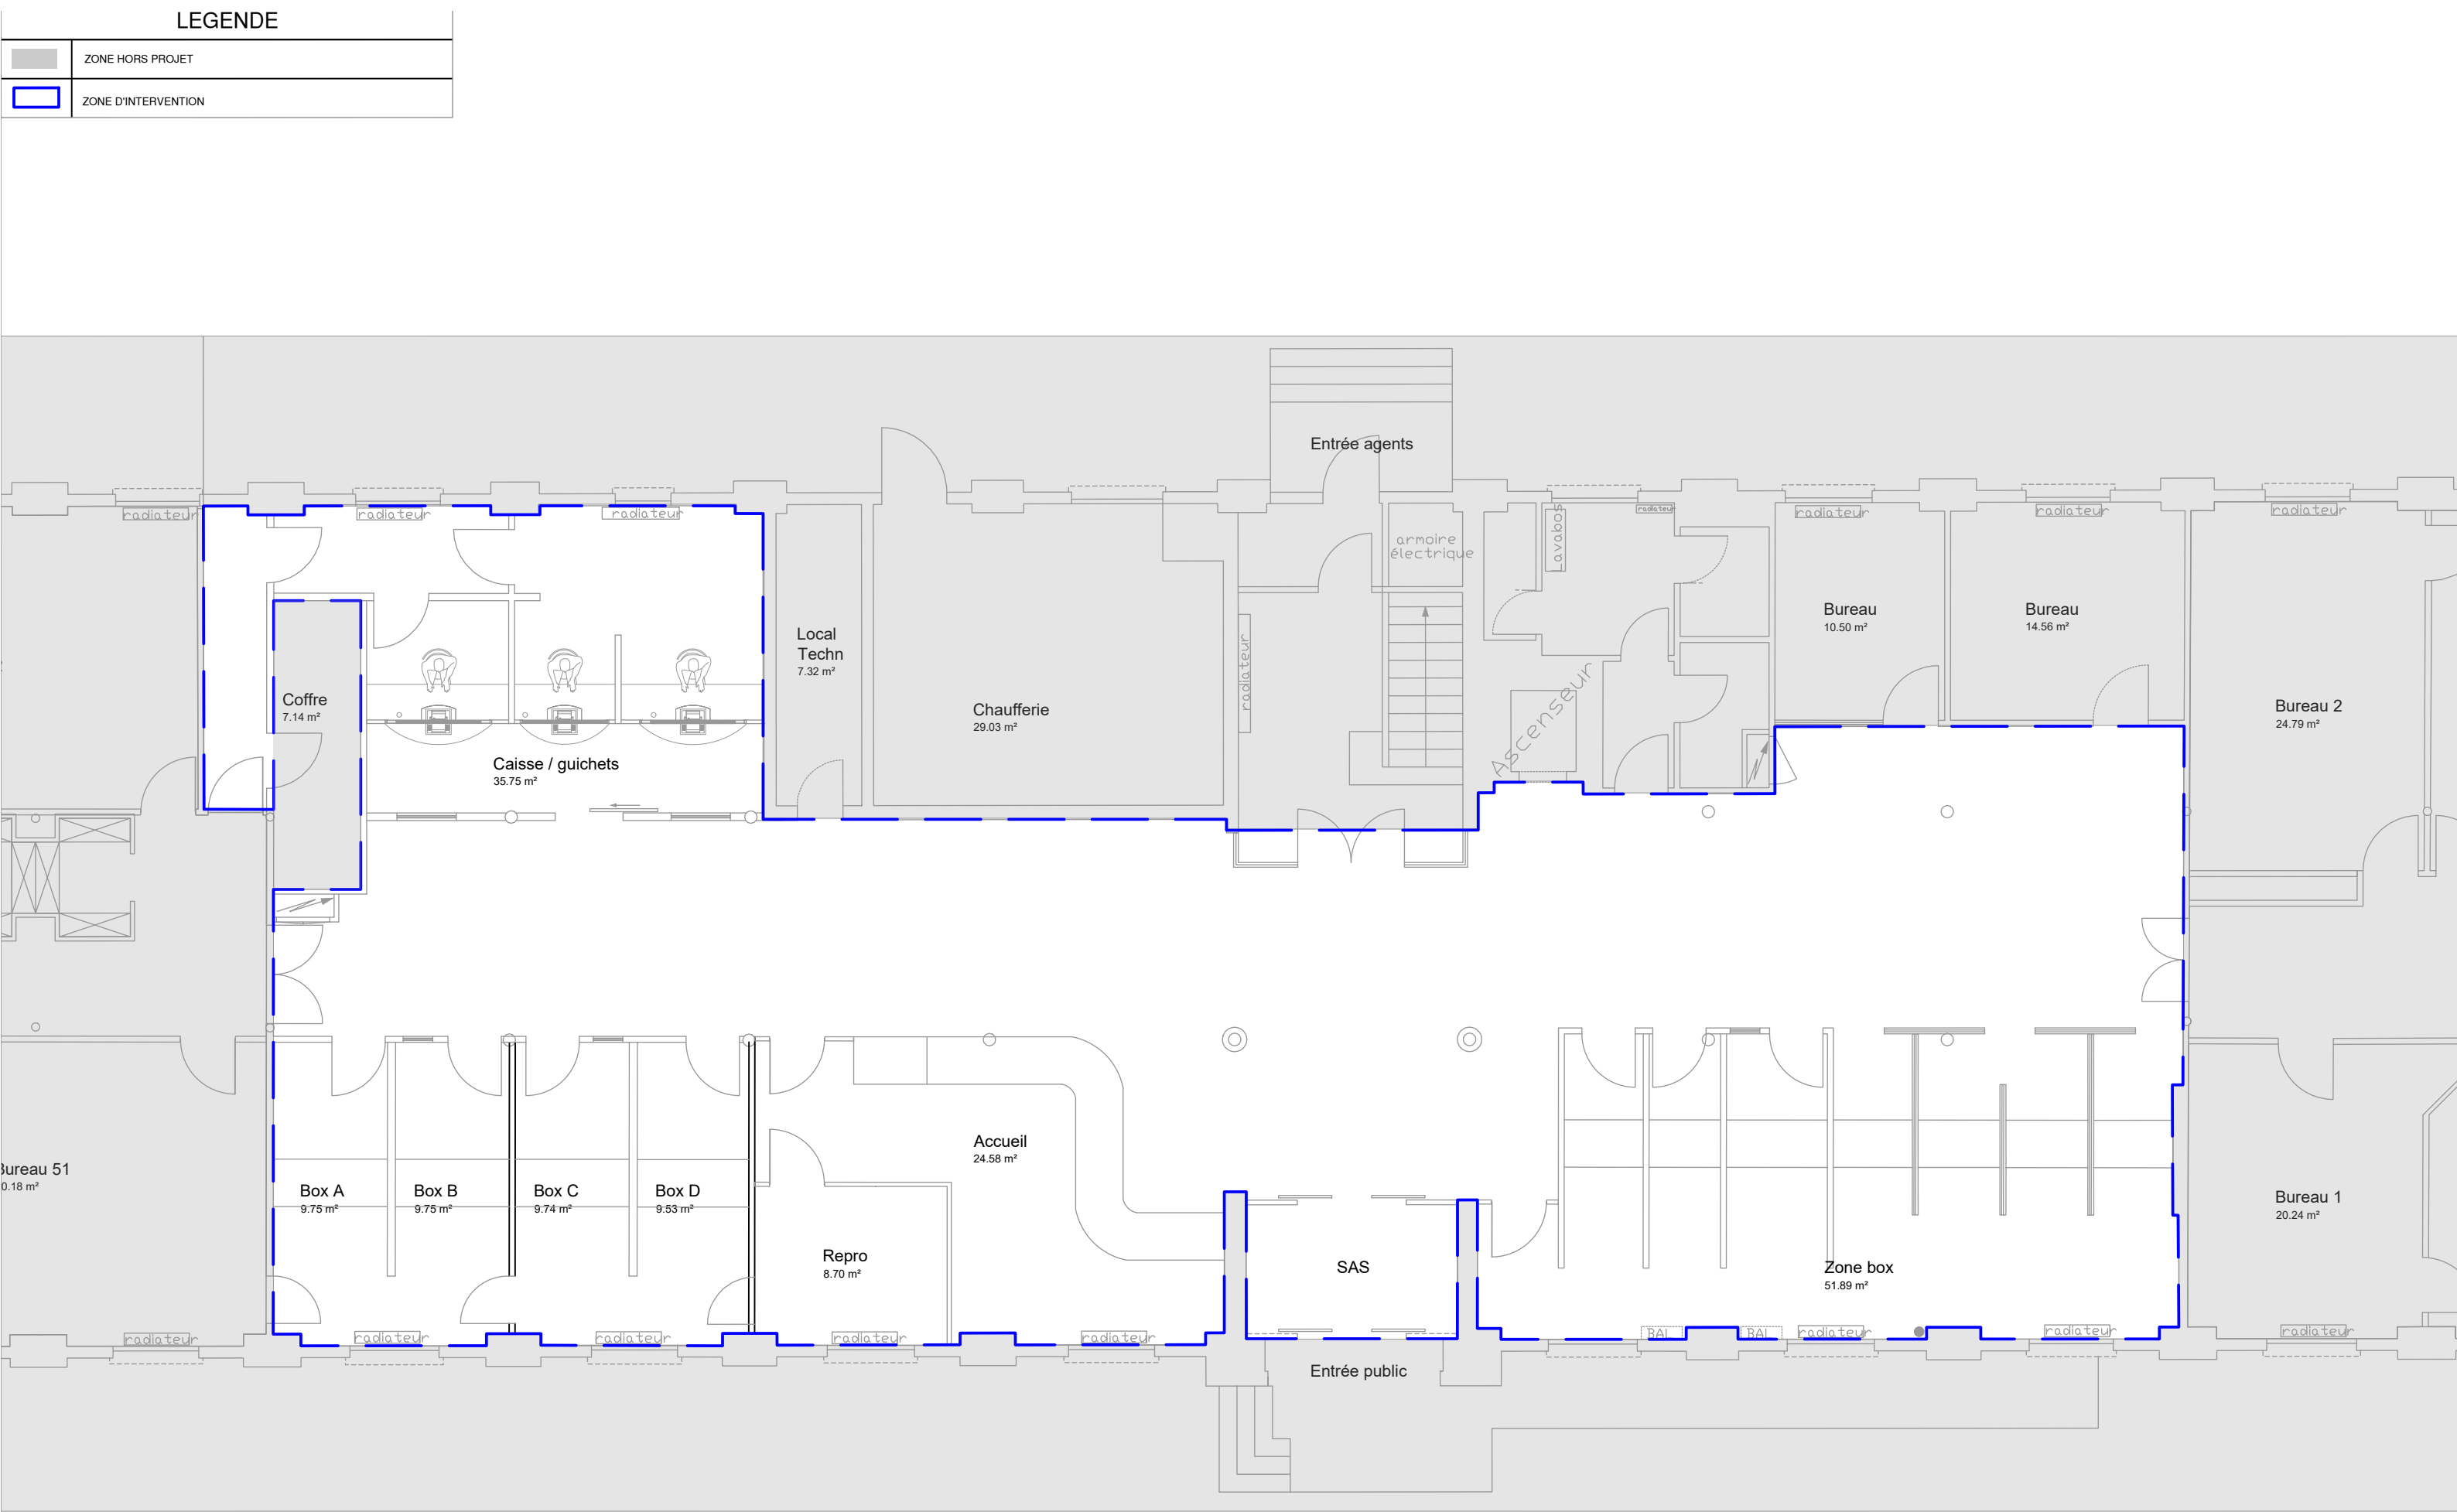 LEGENDE
ZONE HORS PROJET
ZONE D'INTERVENTION
Entrée agents
radiateur
radiateur
radiateur
Lavabos
radiateur
radiateur
radiateur
radiateur
armoire
électrique
Bureau
10.50 m²
Bureau
14.56 m²
Local
Techn
7.32 m²
radiateur
Ascenseur
Coffre
7.14 m²
Chaufferie
29.03 m²
Bureau 2
24.79 m²
Caisse / guichets
35.75 m²
Accueil
24.58 m²
Bureau 51
0.18 m²
Box A
9.75 m²
Box B
9.75 m²
Box C
9.74 m²
Box D
9.53 m²
Bureau 1
20.24 m²
Repro
8.70 m²
SAS
Zone box
51.89 m²
radiateur
radiateur
radiateur
radiateur
radiateur
BAL
BAL
radiateur
radiateur
radiateur
Entrée public